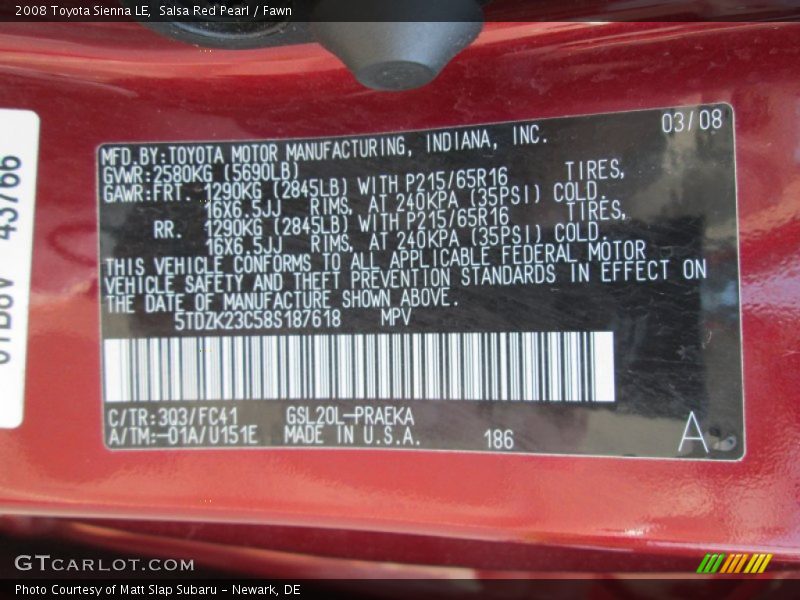 2008 Toyota Sienna LE, Salsa Red Pearl / Fawn
03/08
MFD.BY:TOYOTA MOTOR MANUFACTURING, INDIANA, INC.
GVWR:2580KG (5690LB)
GAWR:FRT. 1290KG (2845LB) WITH P215/65R16 TIRES,
16X6.5JJ RIMS, AT 240KPA (35PSI) COLD.
RR. 1290KG (2845LB) WITH P215/65R16 TIRES,
16X6.5JJ RIMS, AT 240KPA (35PSI) COLD.
THIS VEHICLE CONFORMS TO ALL APPLICABLE FEDERAL MOTOR
VEHICLE SAFETY AND THEFT PREVENTION STANDARDS IN EFFECT ON
THE DATE OF MANUFACTURE SHOWN ABOVE.
5TDZK23C58S187618 MPV
C/TR:3Q3/FC41 GSL20L-PRAEKA
A/TM:-01A/U151E MADE IN U.S.A. 186 A
43766
GTCARLOT.COM
Photo Courtesy of Matt Slap Subaru - Newark, DE